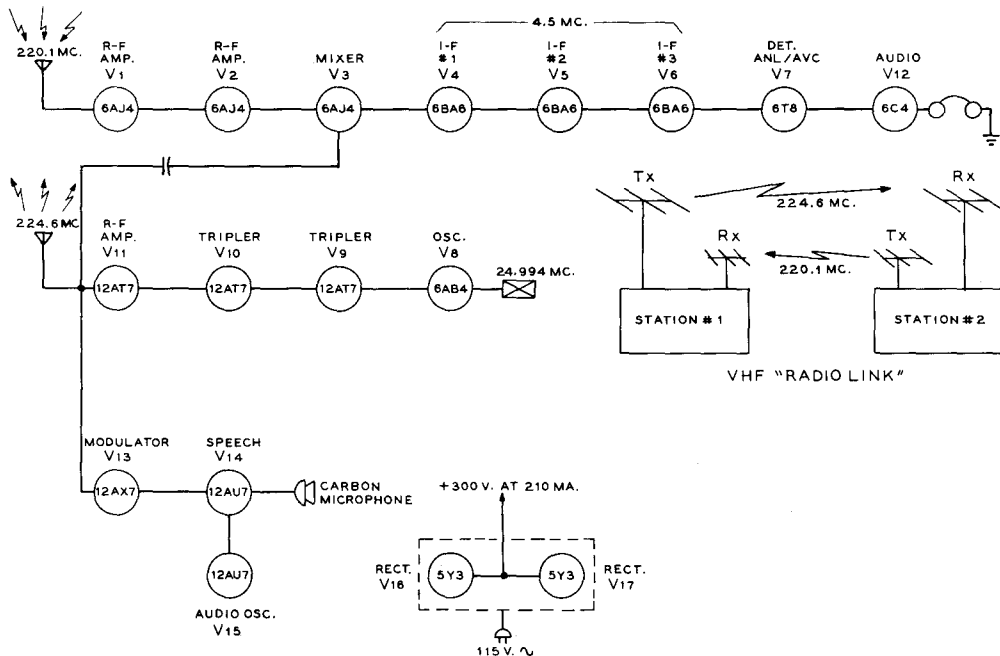 4.5 MC.
220.1 MC.
R-F
AMP.
V1
R-F
AMP.
V2
MIXER
V3
I-F
#1
V4
I-F
#2
V5
I-F
#3
V6
DET.
ANL/AVC
V7
AUDIO
V12
6AJ4
6AJ4
6AJ4
6BA6
6BA6
6BA6
6T8
6C4
224.6 MC.
R-F
AMP.
V11
TRIPLER
V10
TRIPLER
V9
OSC.
V8
12AT7
12AT7
12AT7
6AB4
24.994 MC.
Tx
Rx
224.6 MC.
Rx
Tx
220.1 MC.
STATION #1
STATION #2
VHF "RADIO LINK"
MODULATOR
V13
SPEECH
V14
12AX7
12AU7
CARBON
MICROPHONE
12AU7
AUDIO OSC.
V15
+300 V. AT 210 MA.
RECT.
V16
5Y3
5Y3
RECT.
V17
115 V. ∿